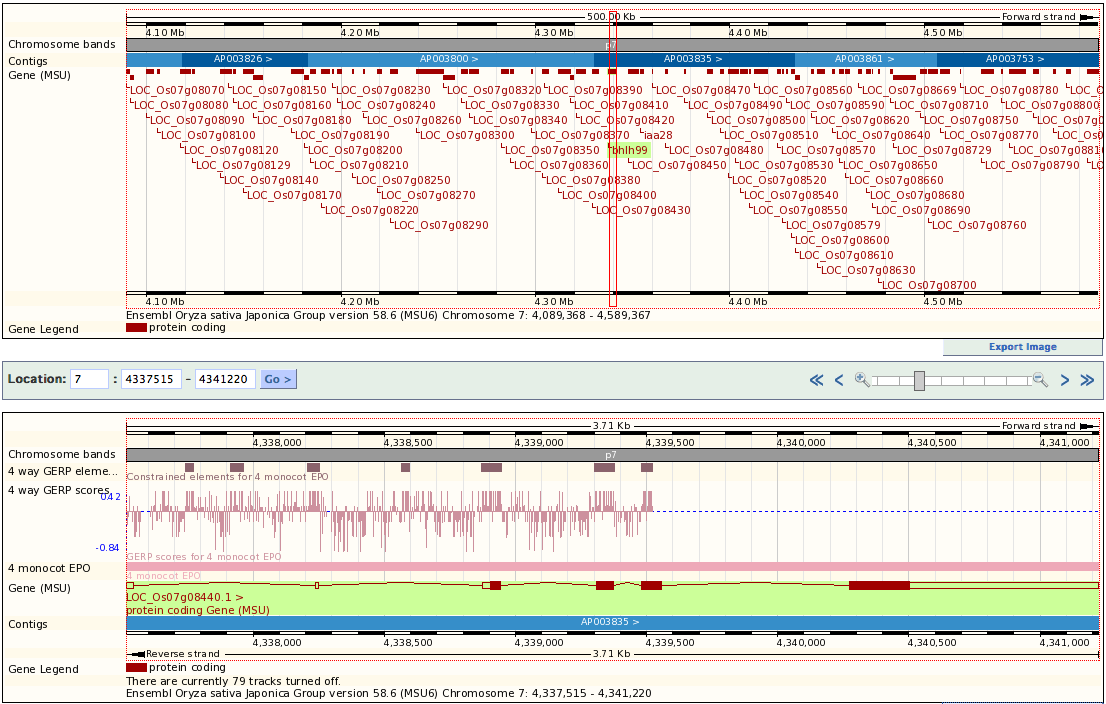 500.00 Kb Forward strand
4.10 Mb 4.20 Mb 4.30 Mb 4.40 Mb 4.50 Mb
Chromosome bands p7
Contigs AP003826 > AP003800 > AP003835 > AP003861 > AP003753 >
Gene (MSU)
LOC_Os07g08070 LOC_Os07g08150 LOC_Os07g08230 LOC_Os07g08320 LOC_Os07g08390 LOC_Os07g08470 LOC_Os07g08560 LOC_Os07g08669 LOC_Os07g08780 LOC_O
LOC_Os07g08080 LOC_Os07g08160 LOC_Os07g08240 LOC_Os07g08330 LOC_Os07g08410 LOC_Os07g08490 LOC_Os07g08590 LOC_Os07g08710 LOC_Os07g08800
LOC_Os07g08090 LOC_Os07g08180 LOC_Os07g08260 LOC_Os07g08340 LOC_Os07g08420 LOC_Os07g08500 LOC_Os07g08620 LOC_Os07g08750 LOC_Os0
LOC_Os07g08100 LOC_Os07g08190 LOC_Os07g08300 LOC_Os07g08370 iaa28 LOC_Os07g08510 LOC_Os07g08640 LOC_Os07g08770 LOC_Os
LOC_Os07g08120 LOC_Os07g08200 LOC_Os07g08350 bhlh99 LOC_Os07g08480 LOC_Os07g08570 LOC_Os07g08729 LOC_Os07g081
LOC_Os07g08129 LOC_Os07g08210 LOC_Os07g08360 LOC_Os07g08450 LOC_Os07g08530 LOC_Os07g08650 LOC_Os07g08790 LO
LOC_Os07g08140 LOC_Os07g08250 LOC_Os07g08380 LOC_Os07g08520 LOC_Os07g08660
LOC_Os07g08170 LOC_Os07g08270 LOC_Os07g08400 LOC_Os07g08540 LOC_Os07g08680
LOC_Os07g08220 LOC_Os07g08430 LOC_Os07g08550 LOC_Os07g08690
LOC_Os07g08290 LOC_Os07g08579 LOC_Os07g08760
LOC_Os07g08600
LOC_Os07g08610
LOC_Os07g08630
LOC_Os07g08700
4.10 Mb 4.20 Mb 4.30 Mb 4.40 Mb 4.50 Mb
Ensembl Oryza sativa Japonica Group version 58.6 (MSU6) Chromosome 7: 4,089,368 - 4,589,367
Gene Legend protein coding
Export Image
Location: 7 : 4337515 - 4341220 Go >
3.71 Kb Forward strand
4,338,000 4,338,500 4,339,000 4,339,500 4,340,000 4,340,500 4,341,000
Chromosome bands p7
4 way GERP eleme...
Constrained elements for 4 monocot EPO
4 way GERP scores
0.42
-0.84
GERP scores for 4 monocot EPO
4 monocot EPO
4 monocot EPO
Gene (MSU)
LOC_Os07g08440.1 >
protein coding Gene (MSU)
Contigs AP003835 >
4,338,000 4,338,500 4,339,000 4,339,500 4,340,000 4,340,500 4,341,000
Reverse strand 3.71 Kb
Gene Legend protein coding
There are currently 79 tracks turned off.
Ensembl Oryza sativa Japonica Group version 58.6 (MSU6) Chromosome 7: 4,337,515 - 4,341,220